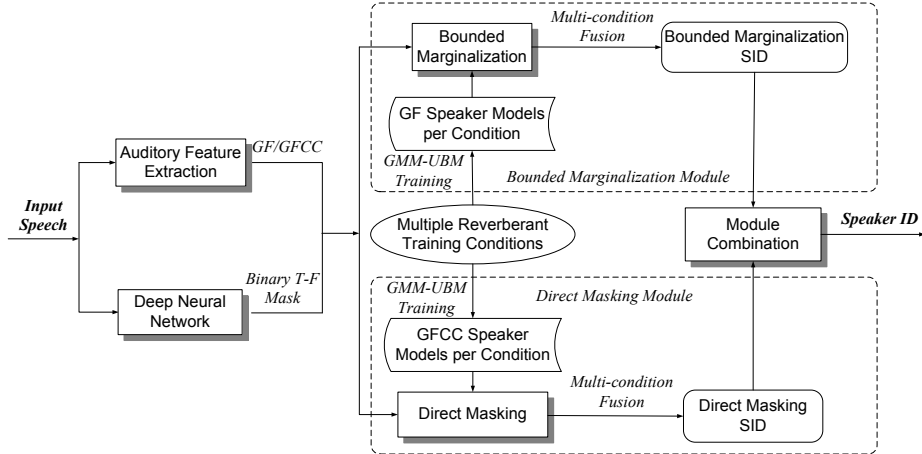 Input
Speech
Auditory Feature
Extraction
GF/GFCC
Deep Neural
Network
Binary T-F
Mask
Bounded
Marginalization
Multi-condition
Fusion
Bounded Marginalization
SID
GF Speaker Models
per Condition
GMM-UBM
Training
Bounded Marginalization Module
Multiple Reverberant
Training Conditions
Module
Combination
Speaker ID
GMM-UBM
Training
Direct Masking Module
GFCC Speaker
Models per Condition
Direct Masking
Multi-condition
Fusion
Direct Masking
SID